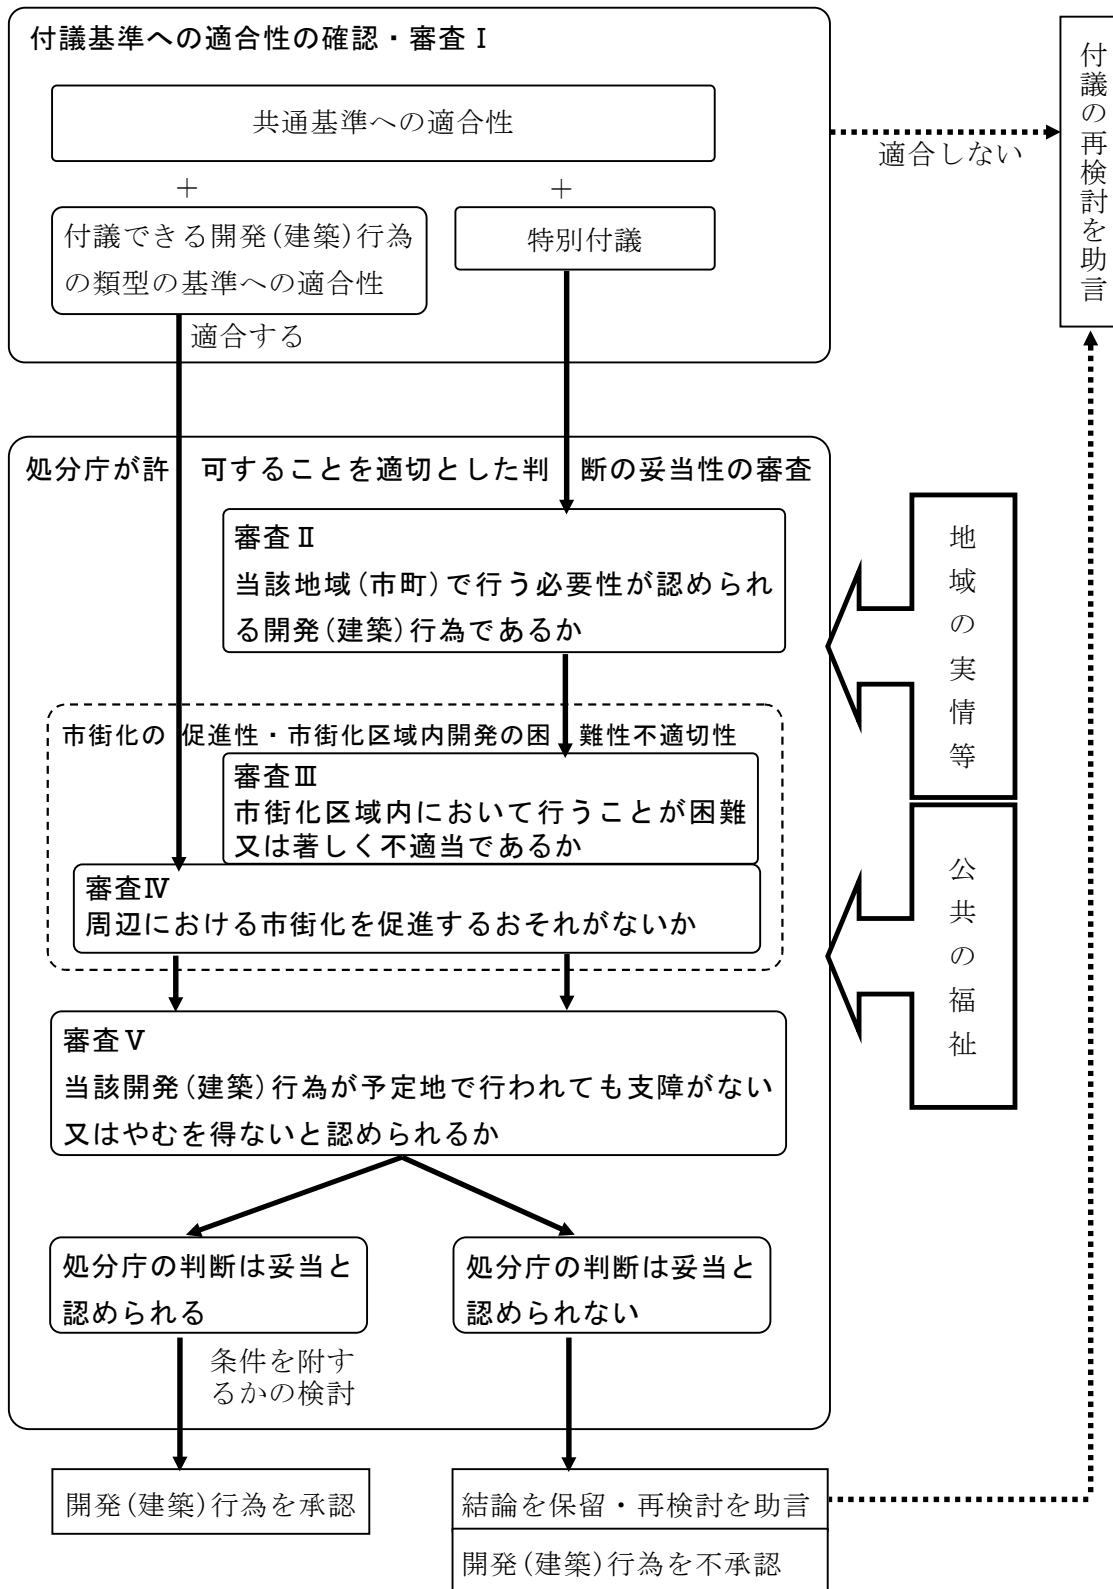 付議基準への適合性の確認・審査Ⅰ
共通基準への適合性
＋
＋
付議できる開発(建築)行為
の類型の基準への適合性
特別付議
適合する
適合しない
付議の再検討を助言
処分庁が許 可することを適切とした判 断の妥当性の審査
審査Ⅱ
当該地域(市町)で行う必要性が認められ
る開発(建築)行為であるか
市街化の 促進性・市街化区域内開発の困 難性不適切性
審査Ⅲ
市街化区域内において行うことが困難
又は著しく不適当であるか
審査Ⅳ
周辺における市街化を促進するおそれがないか
審査Ⅴ
当該開発(建築)行為が予定地で行われても支障がない
又はやむを得ないと認められるか
地域の実情等
公共の福祉
処分庁の判断は妥当と
認められる
処分庁の判断は妥当と
認められない
条件を附す
るかの検討
開発(建築)行為を承認
結論を保留・再検討を助言
開発(建築)行為を不承認